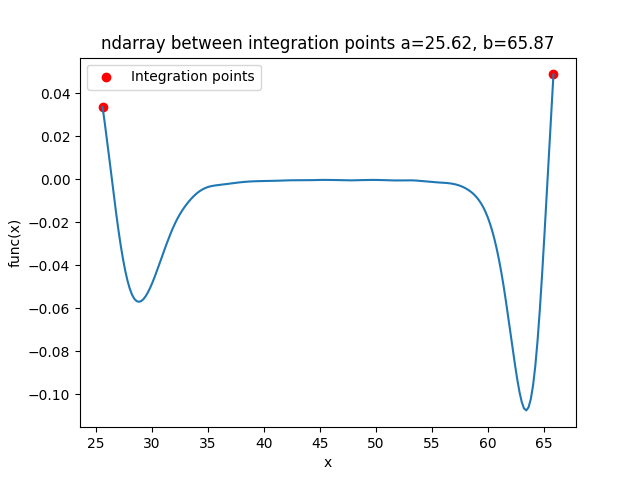 ndarray between integration points a=25.62, b=65.87
Integration points
0.04
0.02
0.00
−0.02
−0.04
−0.06
−0.08
−0.10
func(x)
25 30 35 40 45 50 55 60 65
x